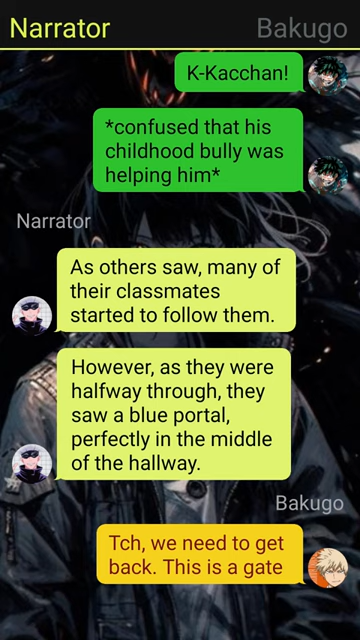 Narrator Bakugo
K-Kacchan!
*confused that his
childhood bully was
helping him*
Narrator
As others saw, many of
their classmates
started to follow them.
However, as they were
halfway through, they
saw a blue portal,
perfectly in the middle
of the hallway.
Bakugo
Tch, we need to get
back. This is a gate